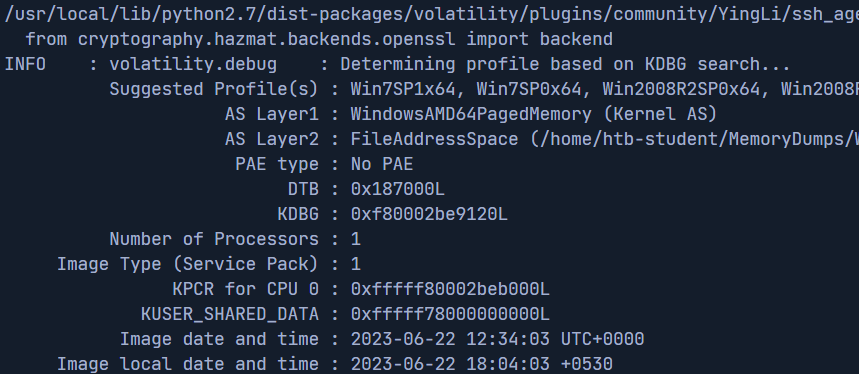 /usr/local/lib/python2.7/dist-packages/volatility/plugins/community/YingLi/ssh_age
from cryptography.hazmat.backends.openssl import backend
INFO    : volatility.debug    : Determining profile based on KDBG search...
Suggested Profile(s) : Win7SP1x64, Win7SP0x64, Win2008R2SP0x64, Win2008R
AS Layer1 : WindowsAMD64PagedMemory (Kernel AS)
AS Layer2 : FileAddressSpace (/home/htb-student/MemoryDumps/W
PAE type : No PAE
DTB : 0x187000L
KDBG : 0xf80002be9120L
Number of Processors : 1
Image Type (Service Pack) : 1
KPCR for CPU 0 : 0xfffff80002beb000L
KUSER_SHARED_DATA : 0xfffff78000000000L
Image date and time : 2023-06-22 12:34:03 UTC+0000
Image local date and time : 2023-06-22 18:04:03 +0530